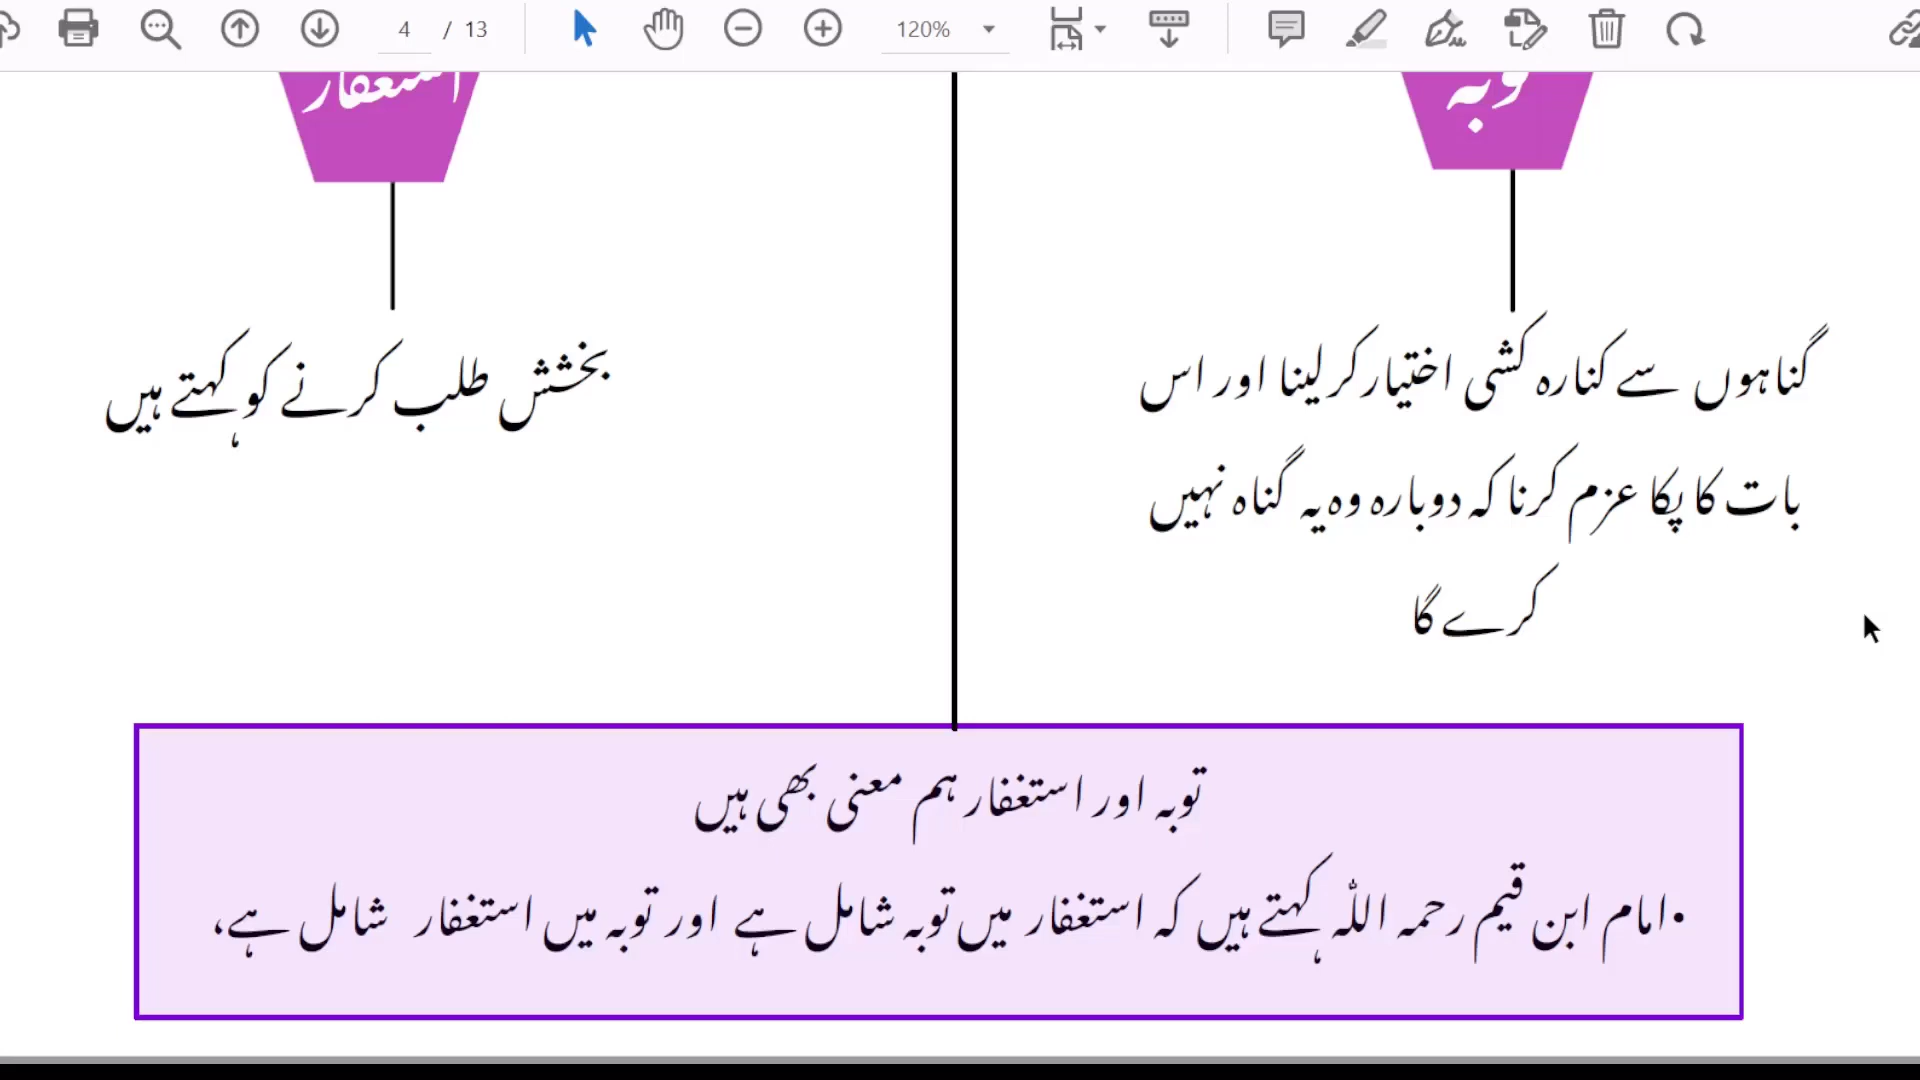 4 / 13
120%
توبہ
استغفار
گناہوں سے کنارہ کشی اختیار کر لینا اور اس
بات کا پکا عزم کرنا کہ دوبارہ وہ یہ گناہ نہیں
کرے گا
بخشش طلب کرنے کو کہتے ہیں
توبہ اور استغفار ہم معنی بھی ہیں
•امام ابن قیم رحمہ اللہ کہتے ہیں کہ استغفار میں توبہ شامل ہے اور توبہ میں استغفار شامل ہے،